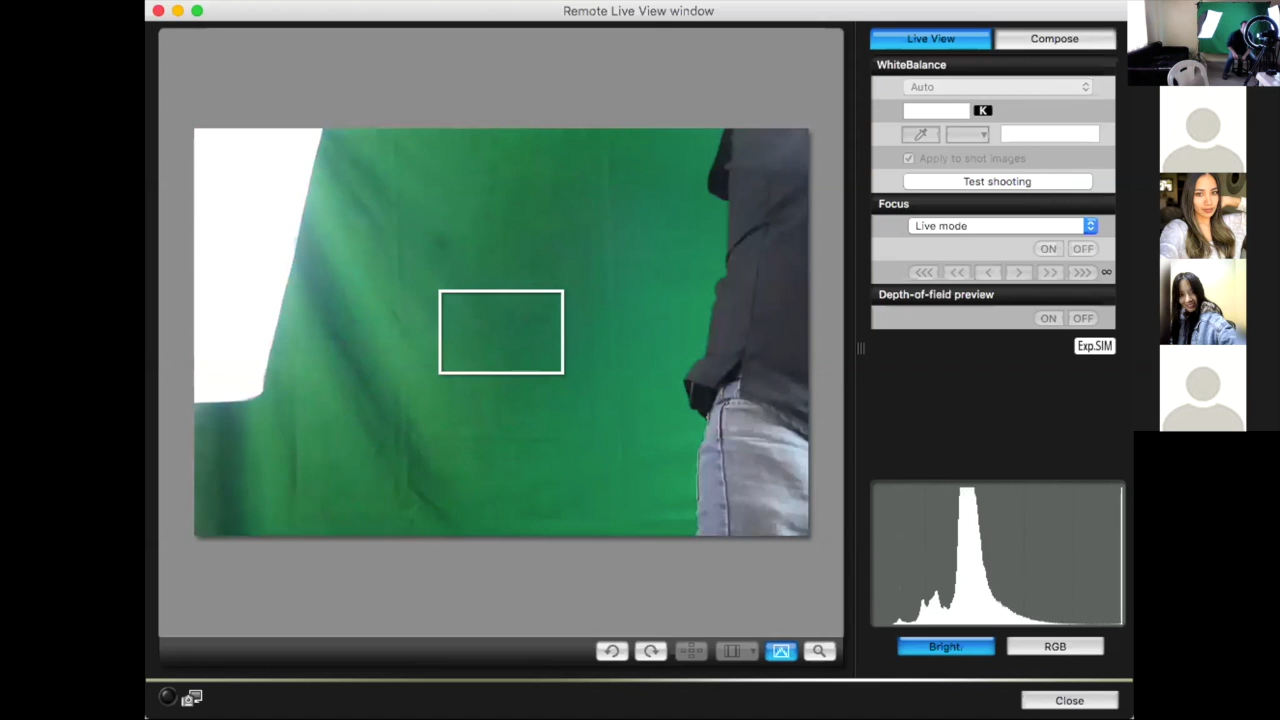 Remote Live View window
Live View
Compose
WhiteBalance
Auto
K
Apply to shot images
Test shooting
Focus
Live mode
ON
OFF
<<<
<<
<
>
>>
>>>
∞
Depth-of-field preview
ON
OFF
Exp.SIM
Bright.
RGB
Close